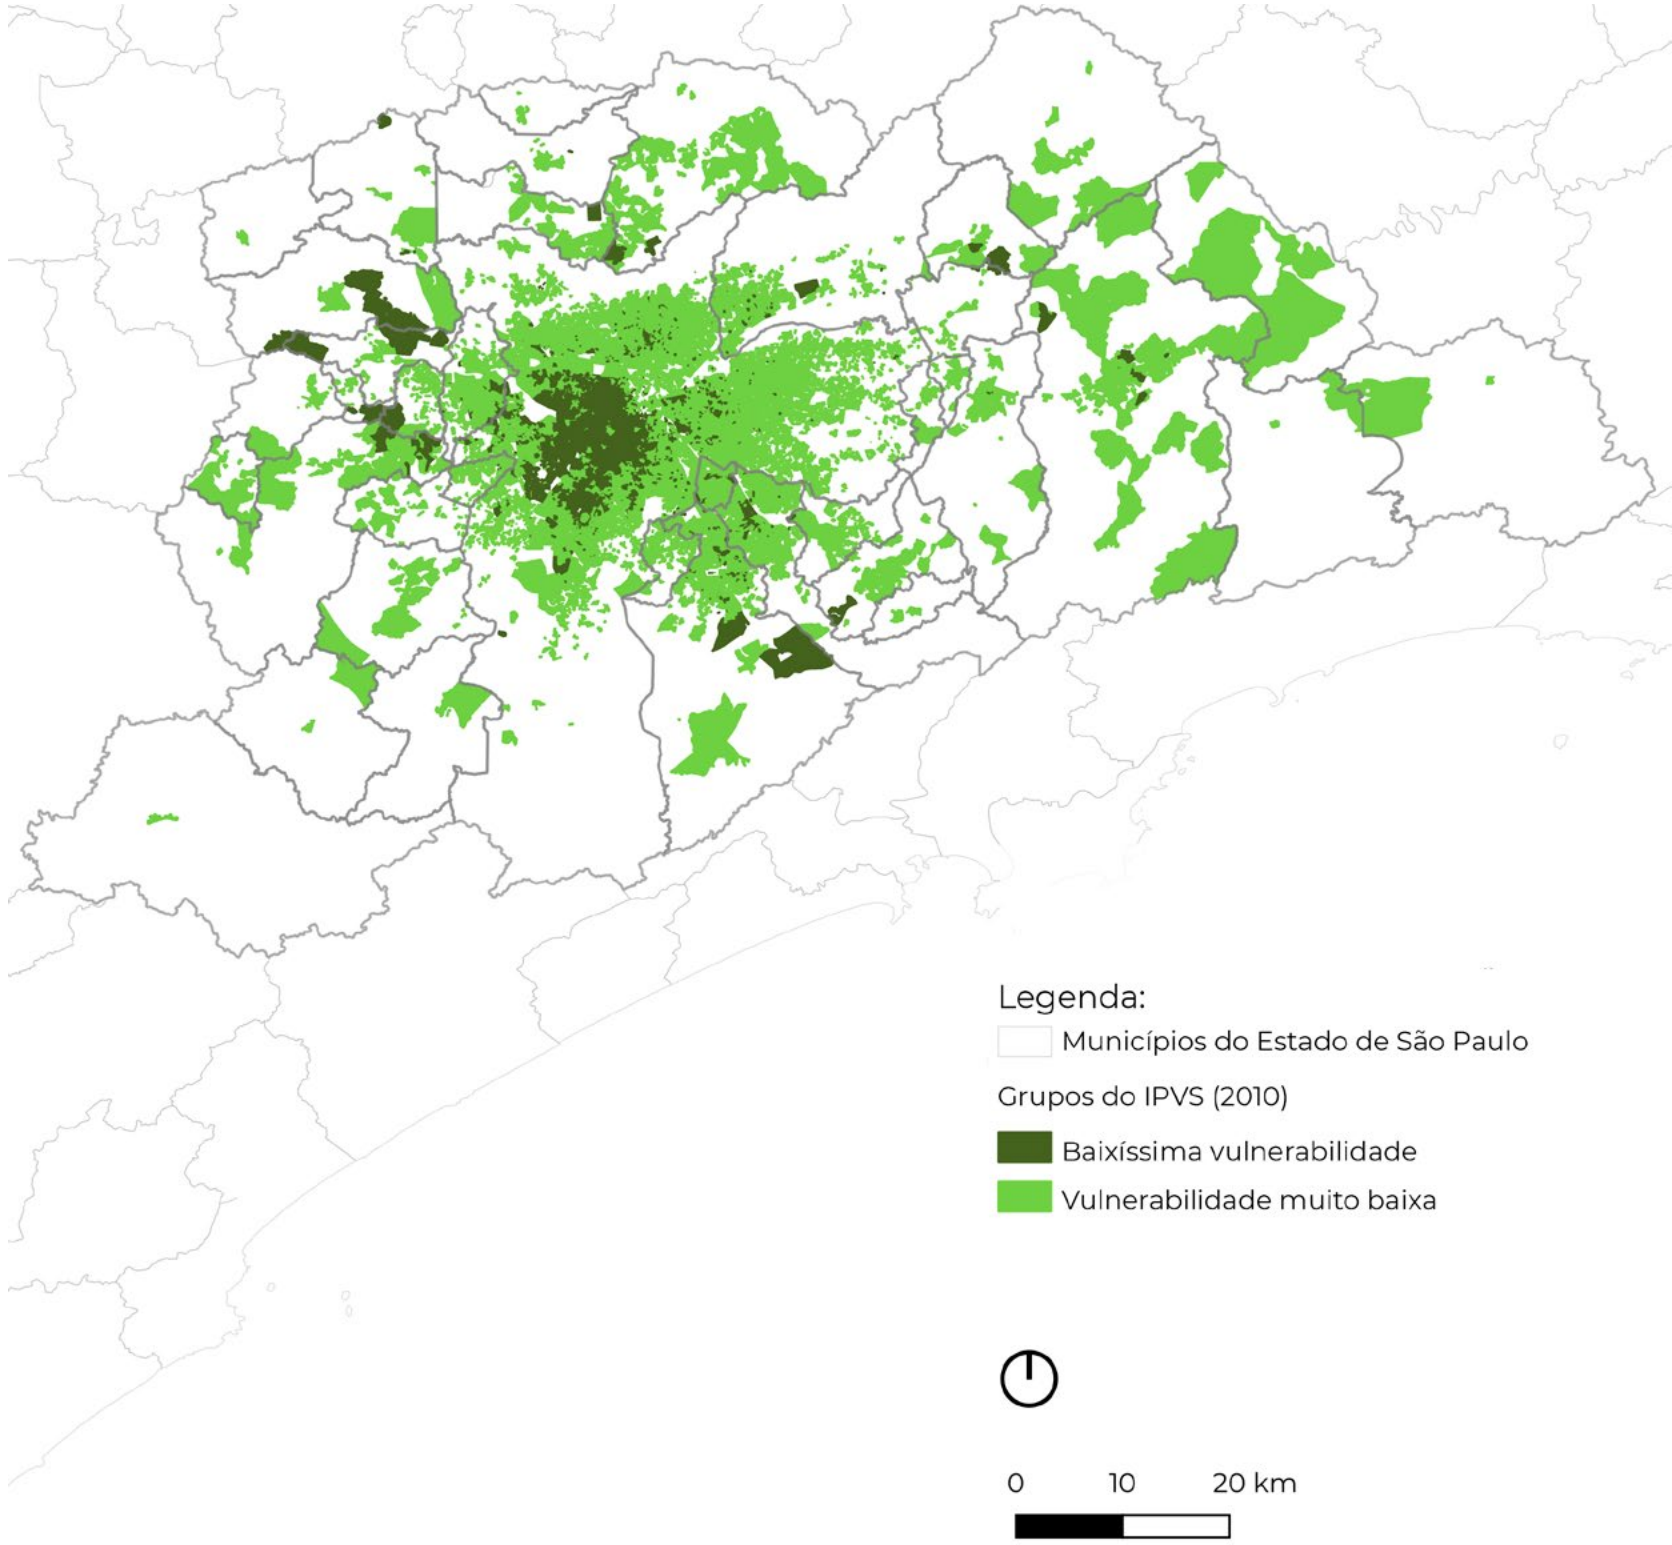 Legenda:
Municípios do Estado de São Paulo
Grupos do IPVS (2010)
Baixíssima vulnerabilidade
Vulnerabilidade muito baixa
0 10 20 km